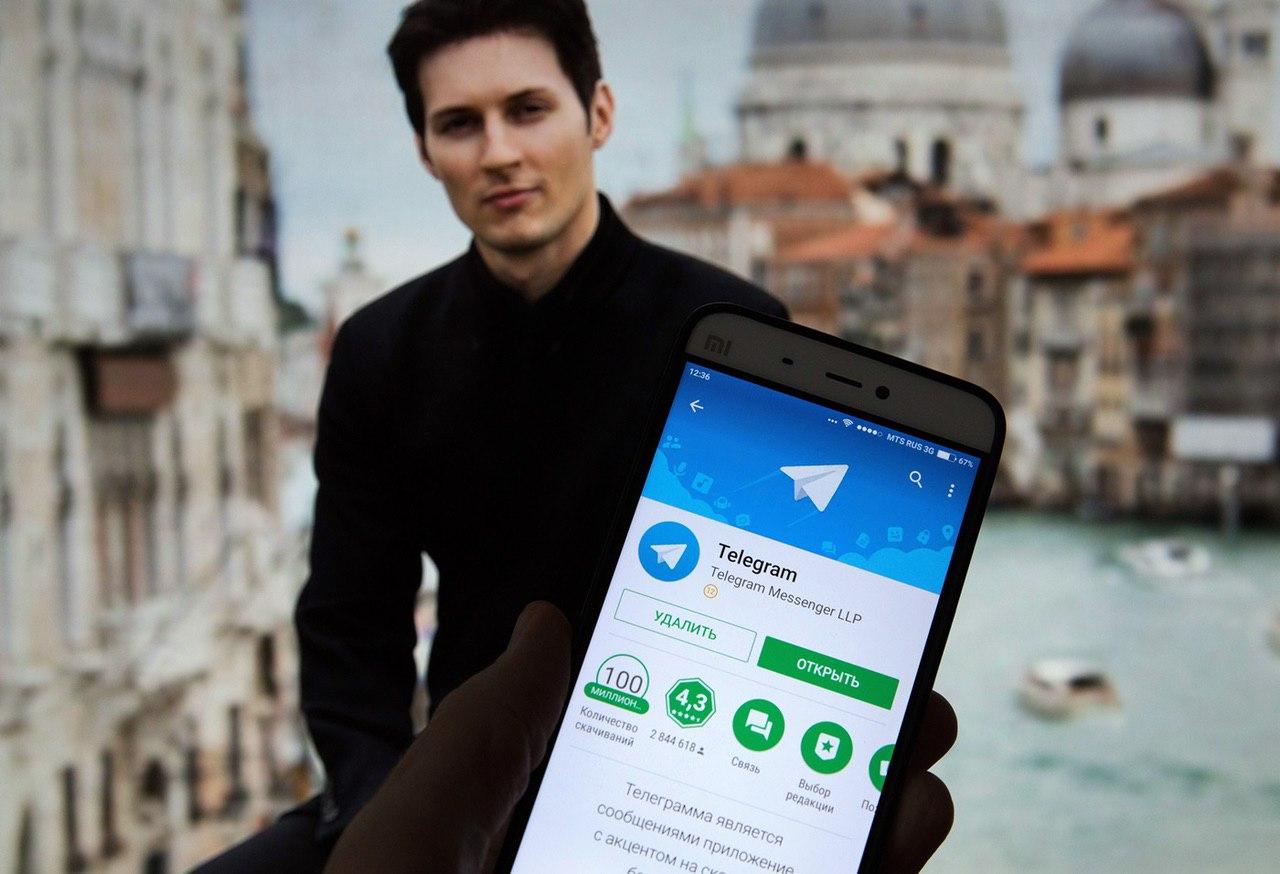 mi
12:36
MTS RUS 3G 67%
Telegram
Telegram Messenger LLP
12
УДАЛИТЬ
ОТКРЫТЬ
100
МИЛЛИОН...
4,3
Количество
скачиваний
2 844 618
Связь
Выбор
редакции
Телеграмма является
сообщениями приложение
с акцентом на